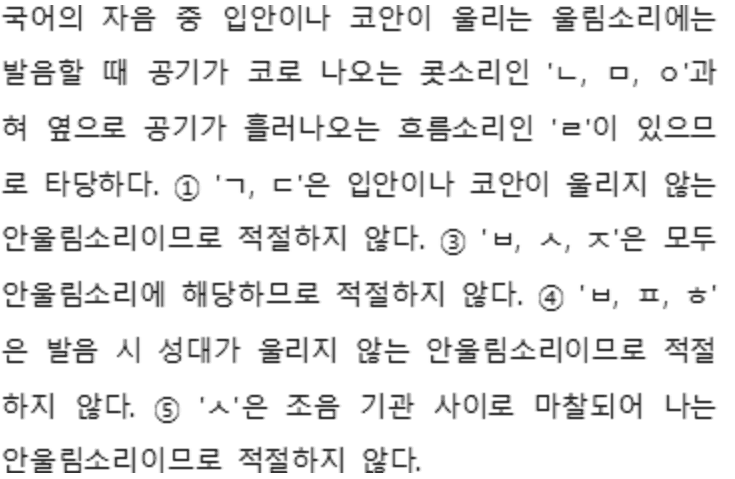 국어의 자음 중 입안이나 코안이 울리는 울림소리에는
발음할 때 공기가 코로 나오는 콧소리인 'ㄴ, ㅁ, ㅇ'과
혀 옆으로 공기가 흘러나오는 흐름소리인 'ㄹ'이 있으므
로 타당하다. ① 'ㄱ, ㄷ'은 입안이나 코안이 울리지 않는
안울림소리이므로 적절하지 않다. ③ 'ㅂ, ㅅ, ㅈ'은 모두
안울림소리에 해당하므로 적절하지 않다. ④ 'ㅂ, ㅍ, ㅎ'
은 발음 시 성대가 울리지 않는 안울림소리이므로 적절
하지 않다. ⑤ 'ㅅ'은 조음 기관 사이로 마찰되어 나는
안울림소리이므로 적절하지 않다.